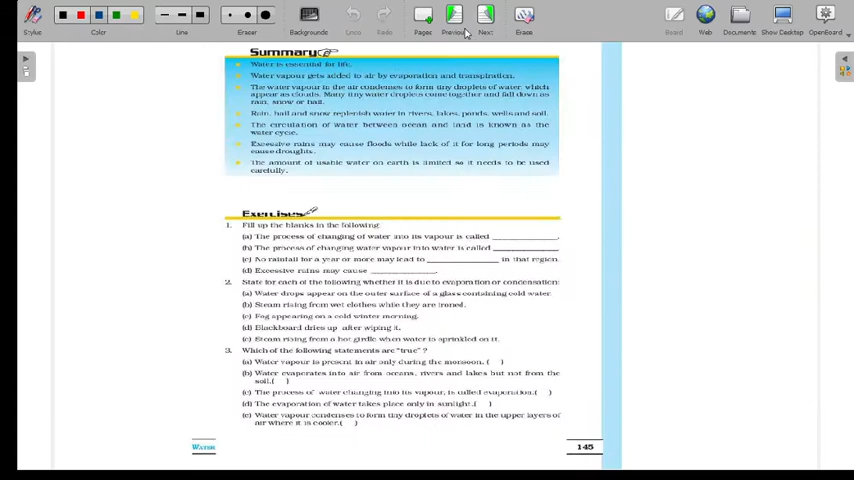 Stylus
Color
Line
Eraser
Backgrounds
Undo
Redo
Pages
Previous
Next
Erase
Board
Web
Documents
Show Desktop
OpenBoard
Summary
Water is essential for life.
Water vapour gets added to air by evaporation and transpiration.
The water vapour in the air condenses to form tiny droplets of water, which
appear as clouds. Many tiny water droplets come together and fall down as
rain, snow or hail.
Rain, hail and snow replenish water in rivers, lakes, ponds, wells and soil.
The circulation of water between ocean and land is known as the
water cycle.
Excessive rains may cause floods while lack of it for long periods may
cause droughts.
The amount of usable water on earth is limited so it needs to be used
carefully.
Exercises
1. Fill up the blanks in the following:
(a) The process of changing of water into its vapour is called ____________.
(b) The process of changing water vapour into water is called ____________.
(c) No rainfall for a year or more may lead to ____________ in that region.
(d) Excessive rains may cause ____________.
2. State for each of the following whether it is due to evaporation or condensation:
(a) Water drops appear on the outer surface of a glass containing cold water.
(b) Steam rising from wet clothes while they are ironed.
(c) Fog appearing on a cold winter morning.
(d) Blackboard dries up after wiping it.
(e) Steam rising from a hot girdle when water is sprinkled on it.
3. Which of the following statements are "true" ?
(a) Water vapour is present in air only during the monsoon. ( )
(b) Water evaporates into air from oceans, rivers and lakes but not from the
soil.( )
(c) The process of water changing into its vapour, is called evaporation.( )
(d) The evaporation of water takes place only in sunlight.( )
(e) Water vapour condenses to form tiny droplets of water in the upper layers of
air where it is cooler.( )
WATER
145